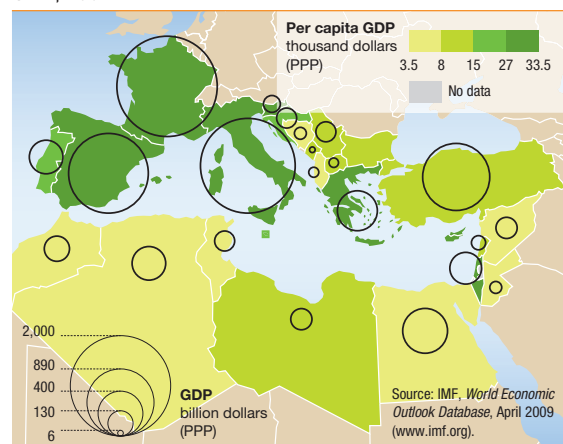 Per capita GDP
thousand dollars
(PPP)
3.5 8 15 27 33.5
No data
2,000
890
400
130
6
GDP
billion dollars
(PPP)
Source: IMF, World Economic
Outlook Database, April 2009
(www.imf.org).